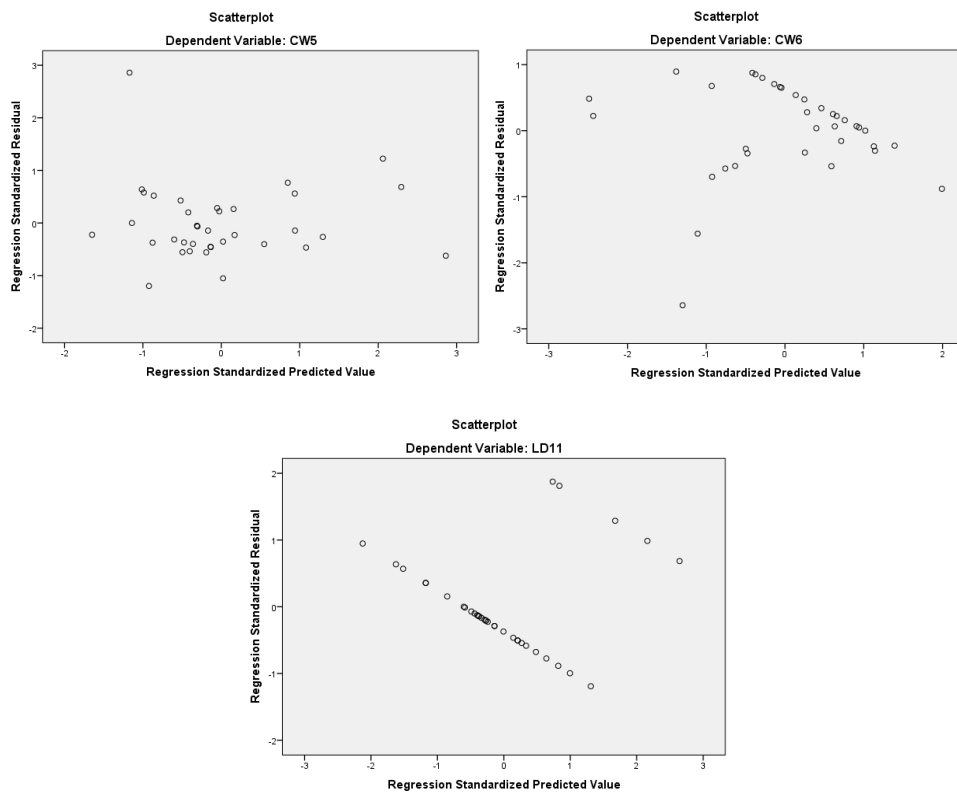 Scatterplot
Dependent Variable: CW5
Regression Standardized Residual
3
2
1
0
-1
-2
-2
-1
0
1
2
3
Regression Standardized Predicted Value
Scatterplot
Dependent Variable: CW6
Regression Standardized Residual
1
0
-1
-2
-3
-3
-2
-1
0
1
2
Regression Standardized Predicted Value
Scatterplot
Dependent Variable: LD11
Regression Standardized Residual
2
1
0
-1
-2
-3
-2
-1
0
1
2
3
Regression Standardized Predicted Value